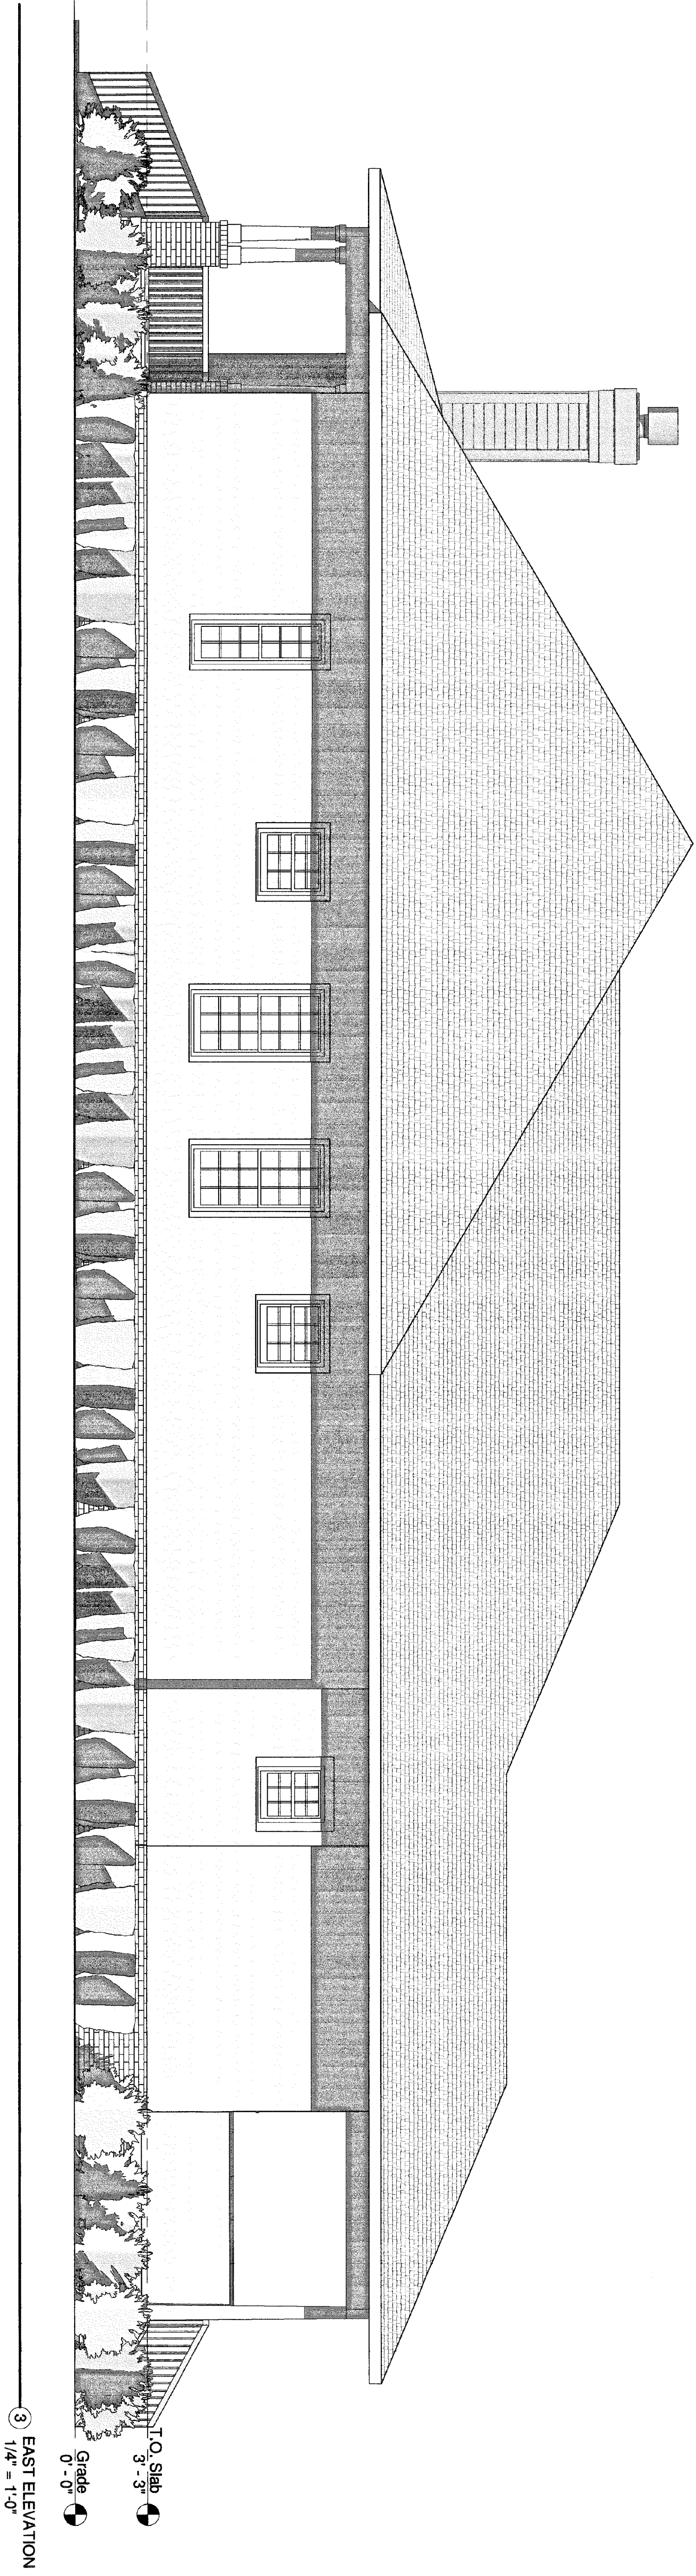 T.O. Slab
3' - 3"
Grade
0' - 0"
3
EAST ELEVATION
1/4" = 1'-0"